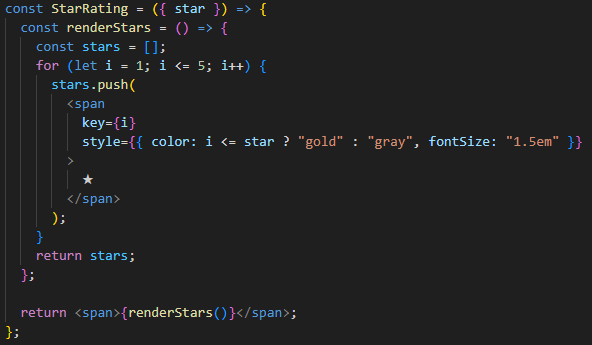 const StarRating = ({ star }) => {
  const renderStars = () => {
    const stars = [];
    for (let i = 1; i <= 5; i++) {
      stars.push(
        <span
          key={i}
          style={{ color: i <= star ? "gold" : "gray", fontSize: "1.5em" }}
        >
          ★
        </span>
      );
    }
    return stars;
  };

  return <span>{renderStars()}</span>;
};